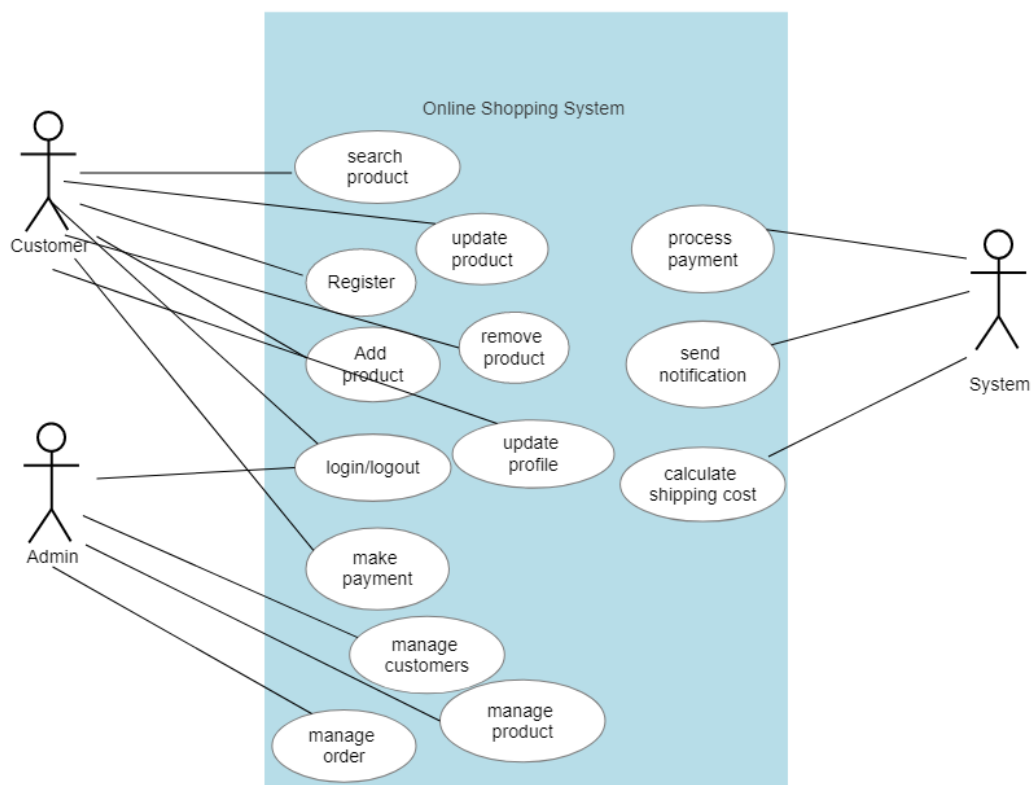 Online Shopping System
search
product
Customer
update
product
process
payment
Register
remove
product
Add
product
send
notification
System
login/logout
update
profile
calculate
shipping cost
Admin
make
payment
manage
customers
manage
product
manage
order